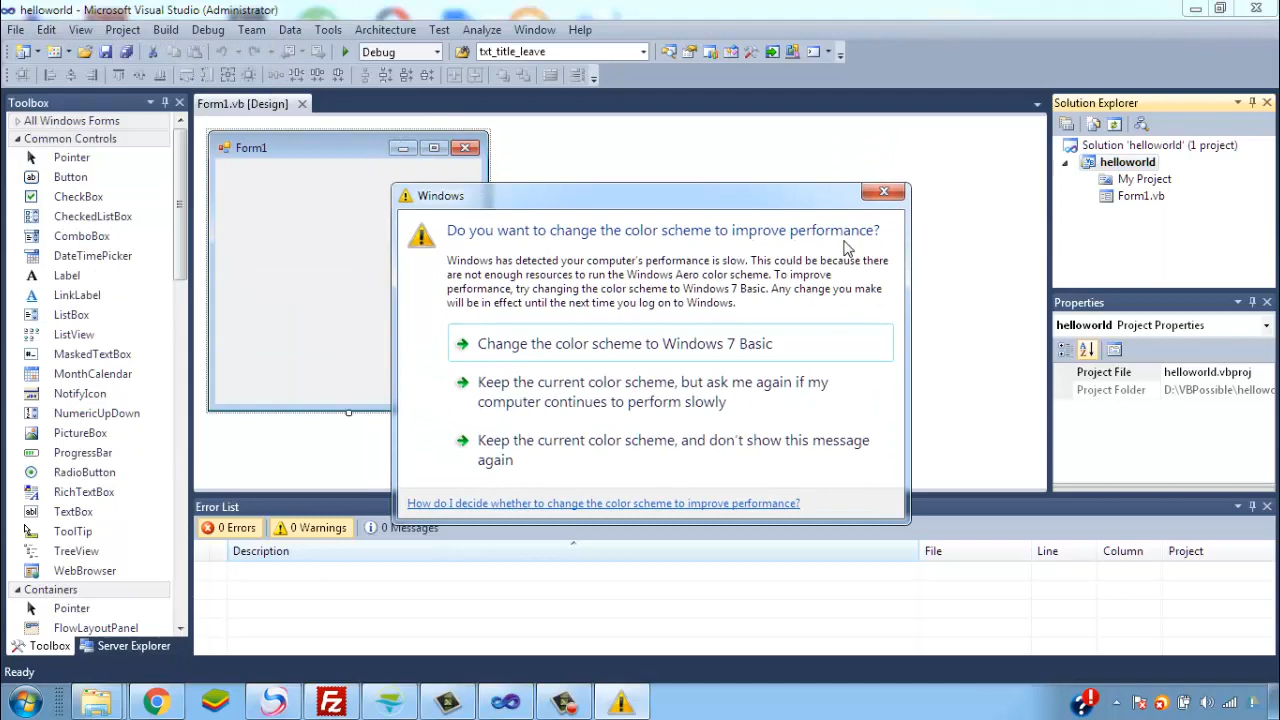 helloworld - Microsoft Visual Studio (Administrator)
File Edit View Project Build Debug Team Data Tools Architecture Test Analyze Window Help
Debug txt_title_leave
Toolbox
All Windows Forms
Common Controls
Pointer
Button
CheckBox
CheckedListBox
ComboBox
DateTimePicker
Label
LinkLabel
ListBox
ListView
MaskedTextBox
MonthCalendar
NotifyIcon
NumericUpDown
PictureBox
ProgressBar
RadioButton
RichTextBox
TextBox
ToolTip
TreeView
WebBrowser
Containers
Pointer
FlowLayoutPanel
Toolbox Server Explorer
Form1.vb [Design]
Form1
Windows
Do you want to change the color scheme to improve performance?
Windows has detected your computer's performance is slow. This could be because there
are not enough resources to run the Windows Aero color scheme. To improve
performance, try changing the color scheme to Windows 7 Basic. Any change you make
will be in effect until the next time you log on to Windows.
Change the color scheme to Windows 7 Basic
Keep the current color scheme, but ask me again if my
computer continues to perform slowly
Keep the current color scheme, and don't show this message
again
How do I decide whether to change the color scheme to improve performance?
Error List
0 Errors 0 Warnings 0 Messages
Description File Line Column Project
Solution Explorer
Solution 'helloworld' (1 project)
helloworld
My Project
Form1.vb
Properties
helloworld Project Properties
Project File helloworld.vbproj
Project Folder D:\VBPossible\hellowo
Ready